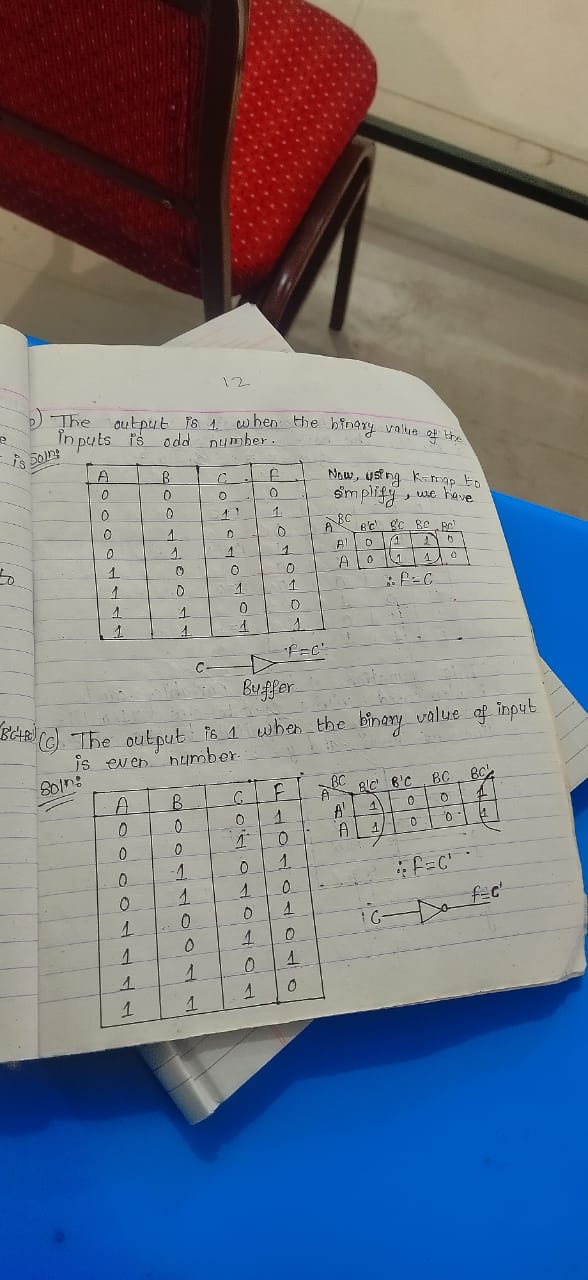 12
b) The output is 1 when the binary value of the
inputs is odd number.
Soln:
A B C F
0 0 0 0
0 0 1 1
0 1 0 0
0 1 1 1
1 0 0 0
1 0 1 1
1 1 0 0
1 1 1 1
Now, using K-map to
simplify, we have
BC
A B'C' B'C BC BC'
A' 0 1 1 0
A 0 1 1 0
∴ F=C
C F=C'
Buffer
(C) The output is 1 when the binary value of input
is even number.
Soln:
A B C F
0 0 0 1
0 0 1 0
0 1 0 1
0 1 1 0
1 0 0 1
1 0 1 0
1 1 0 1
1 1 1 0
BC
A B'C' B'C BC BC'
A' 1 0 0 1
A 1 0 0 1
∴ F=C'
C F=C'
is
to